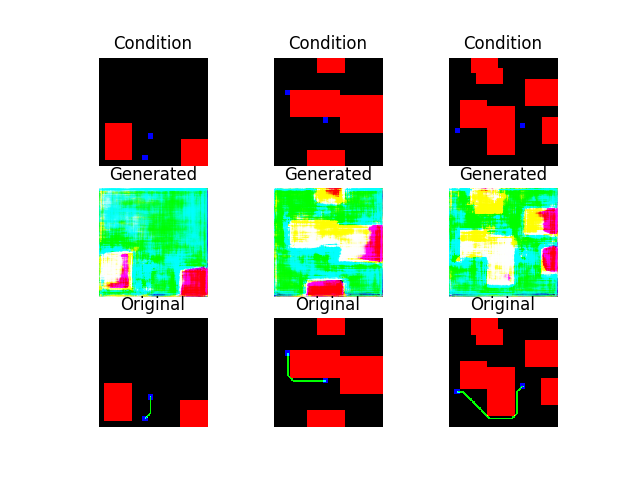 Condition
Condition
Condition
Generated
Generated
Generated
Original
Original
Original